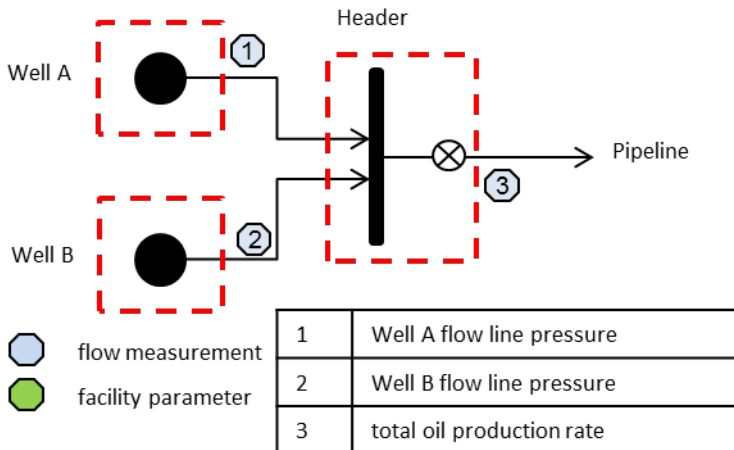 Header
Well A
1
Pipeline
3
2
Well B
flow measurement
facility parameter
1 Well A flow line pressure
2 Well B flow line pressure
3 total oil production rate